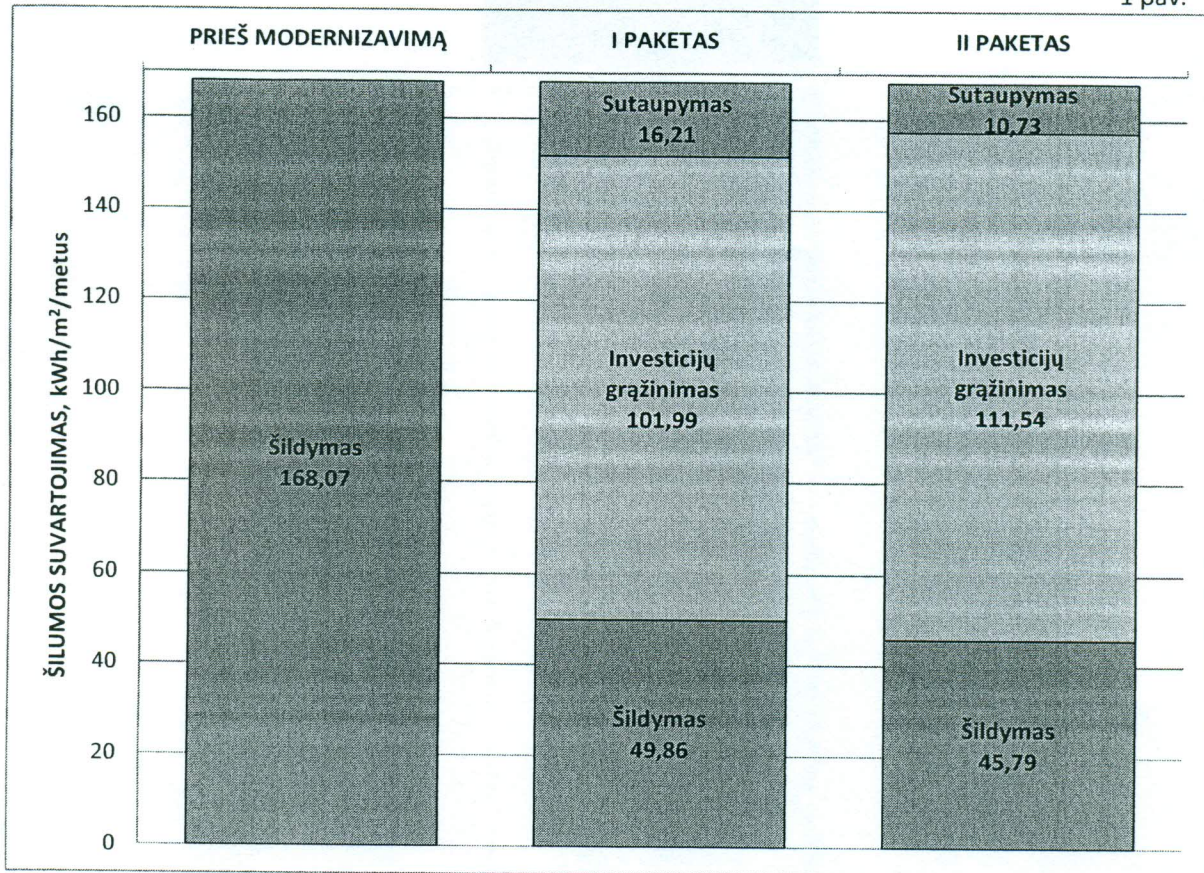 1 pav.
PRIEŠ MODERNIZAVIMĄ
I PAKETAS
II PAKETAS
ŠILUMOS SUVARTOJIMAS, kWh/m²/metus
160
140
120
100
80
60
40
20
0
Šildymas
168,07
Sutaupymas
16,21
Investicijų
grąžinimas
101,99
Šildymas
49,86
Sutaupymas
10,73
Investicijų
grąžinimas
111,54
Šildymas
45,79